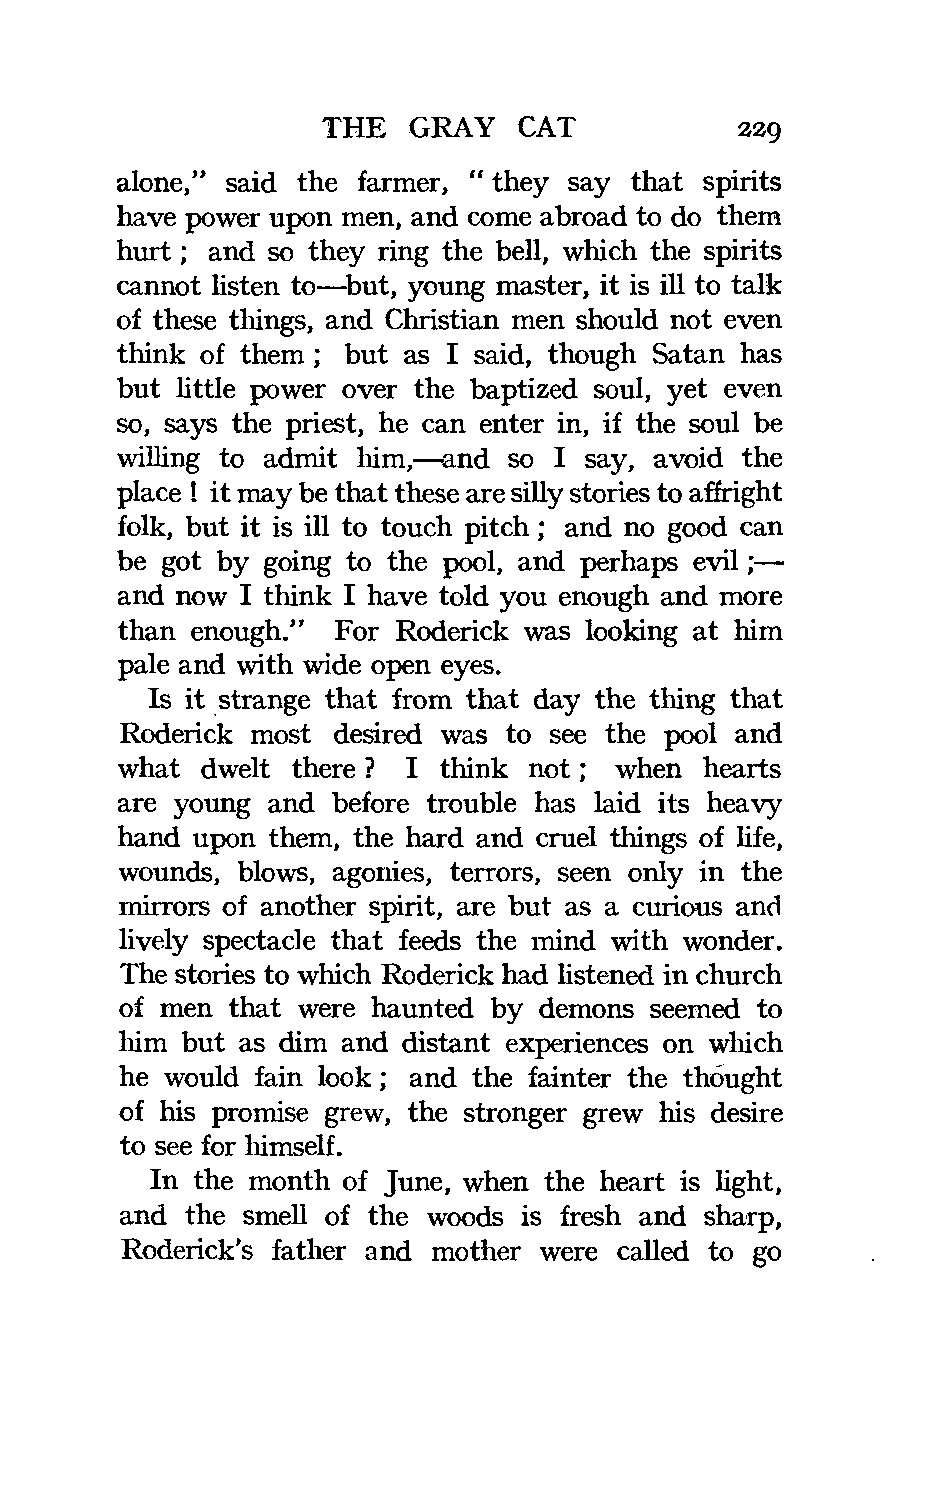 THE GRAY CAT 229
alone," said the farmer, "they say that spirits
have power upon men, and come abroad to do them
hurt; and so they ring the bell, which the spirits
cannot listen to—but, young master, it is ill to talk
of these things, and Christian men should not even
think of them; but as I said, though Satan has
but little power over the baptized soul, yet even
so, says the priest, he can enter in, if the soul be
willing to admit him,—and so I say, avoid the
place! it may be that these are silly stories to affright
folk, but it is ill to touch pitch; and no good can
be got by going to the pool, and perhaps evil;—
and now I think I have told you enough and more
than enough." For Roderick was looking at him
pale and with wide open eyes.
Is it strange that from that day the thing that
Roderick most desired was to see the pool and
what dwelt there? I think not; when hearts
are young and before trouble has laid its heavy
hand upon them, the hard and cruel things of life,
wounds, blows, agonies, terrors, seen only in the
mirrors of another spirit, are but as a curious and
lively spectacle that feeds the mind with wonder.
The stories to which Roderick had listened in church
of men that were haunted by demons seemed to
him but as dim and distant experiences on which
he would fain look; and the fainter the thought
of his promise grew, the stronger grew his desire
to see for himself.
In the month of June, when the heart is light,
and the smell of the woods is fresh and sharp,
Roderick's father and mother were called to go